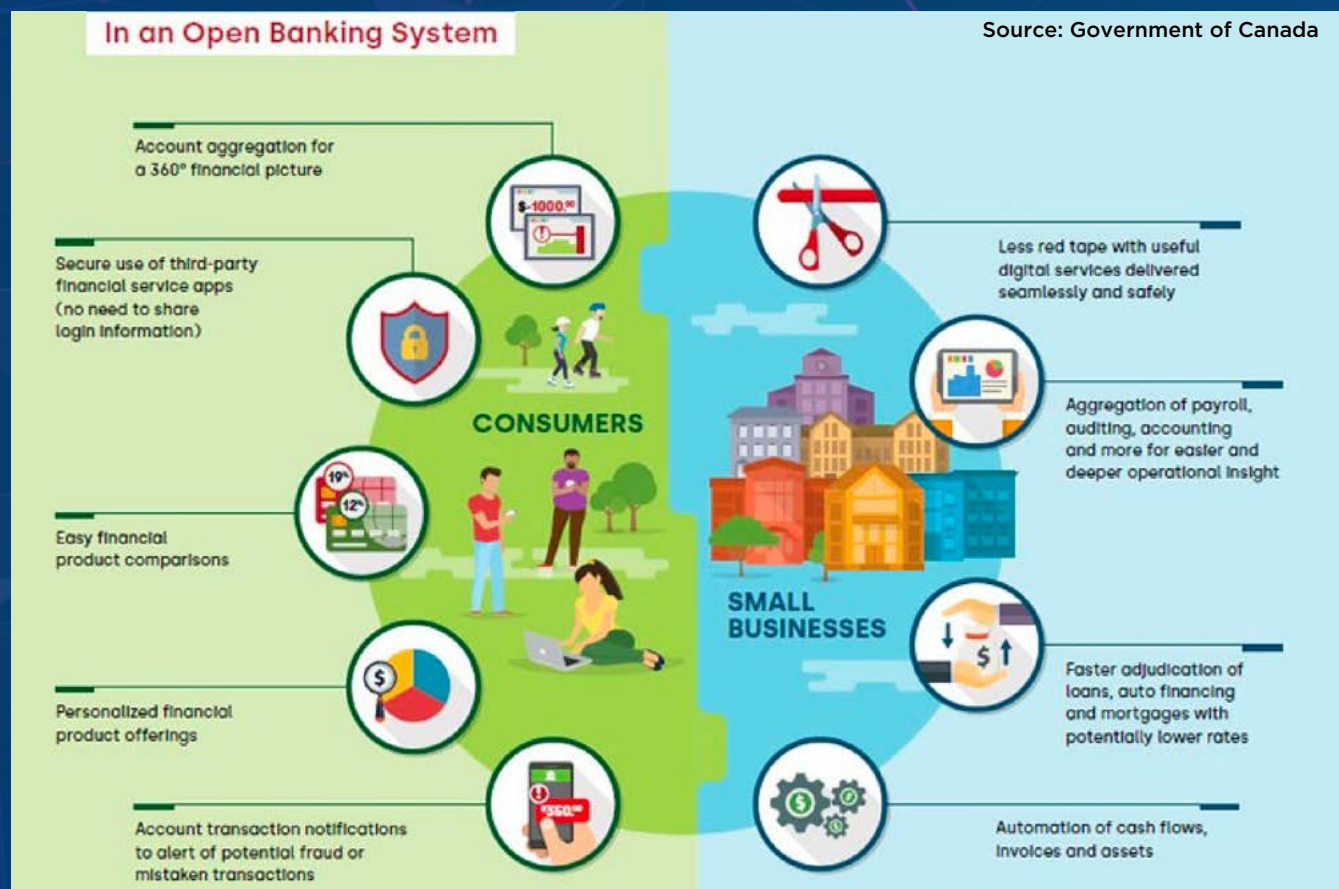 In an Open Banking System
Source: Government of Canada
Account aggregation for
a 360° financial picture
$-1000.00
Secure use of third-party
financial service apps
(no need to share
login information)
CONSUMERS
19%
12%
Easy financial
product comparisons
$
Personalized financial
product offerings
$350.00
Account transaction notifications
to alert of potential fraud or
mistaken transactions
Less red tape with useful
digital services delivered
seamlessly and safely
Aggregation of payroll,
auditing, accounting
and more for easier and
deeper operational insight
SMALL
BUSINESSES
$
Faster adjudication of
loans, auto financing
and mortgages with
potentially lower rates
$
$
$
Automation of cash flows,
invoices and assets